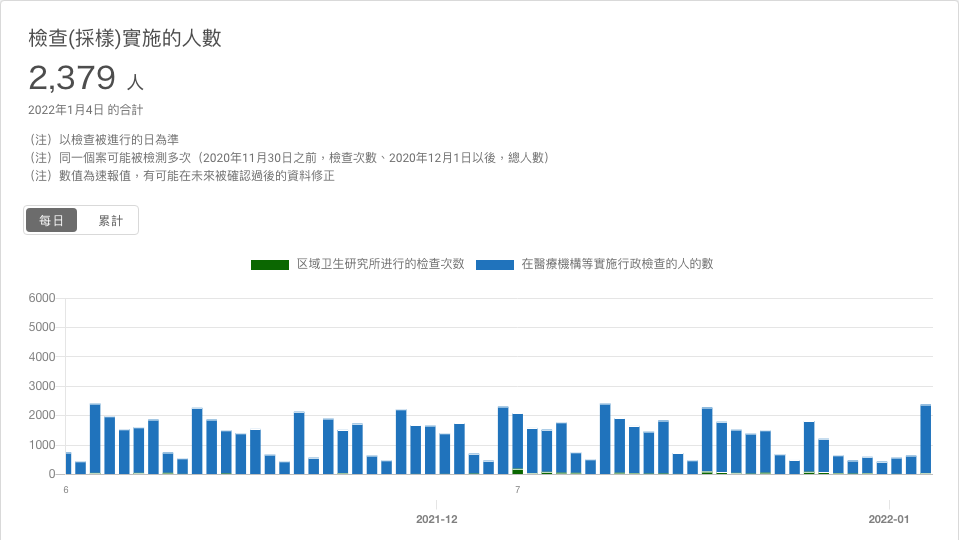 檢查(採樣)實施的人數
2,379 人
2022年1月4日 的合計
（注）以檢查被進行的日為準
（注）同一個案可能被檢測多次（2020年11月30日之前，檢查次數、2020年12月1日以後，總人數）
（注）數值為速報值，有可能在未來被確認過後的資料修正
每日 累計
区域卫生研究所进行的检查次数 在醫療機構等實施行政檢查的人的數
6000
5000
4000
3000
2000
1000
0
6 7
2021-12 2022-01